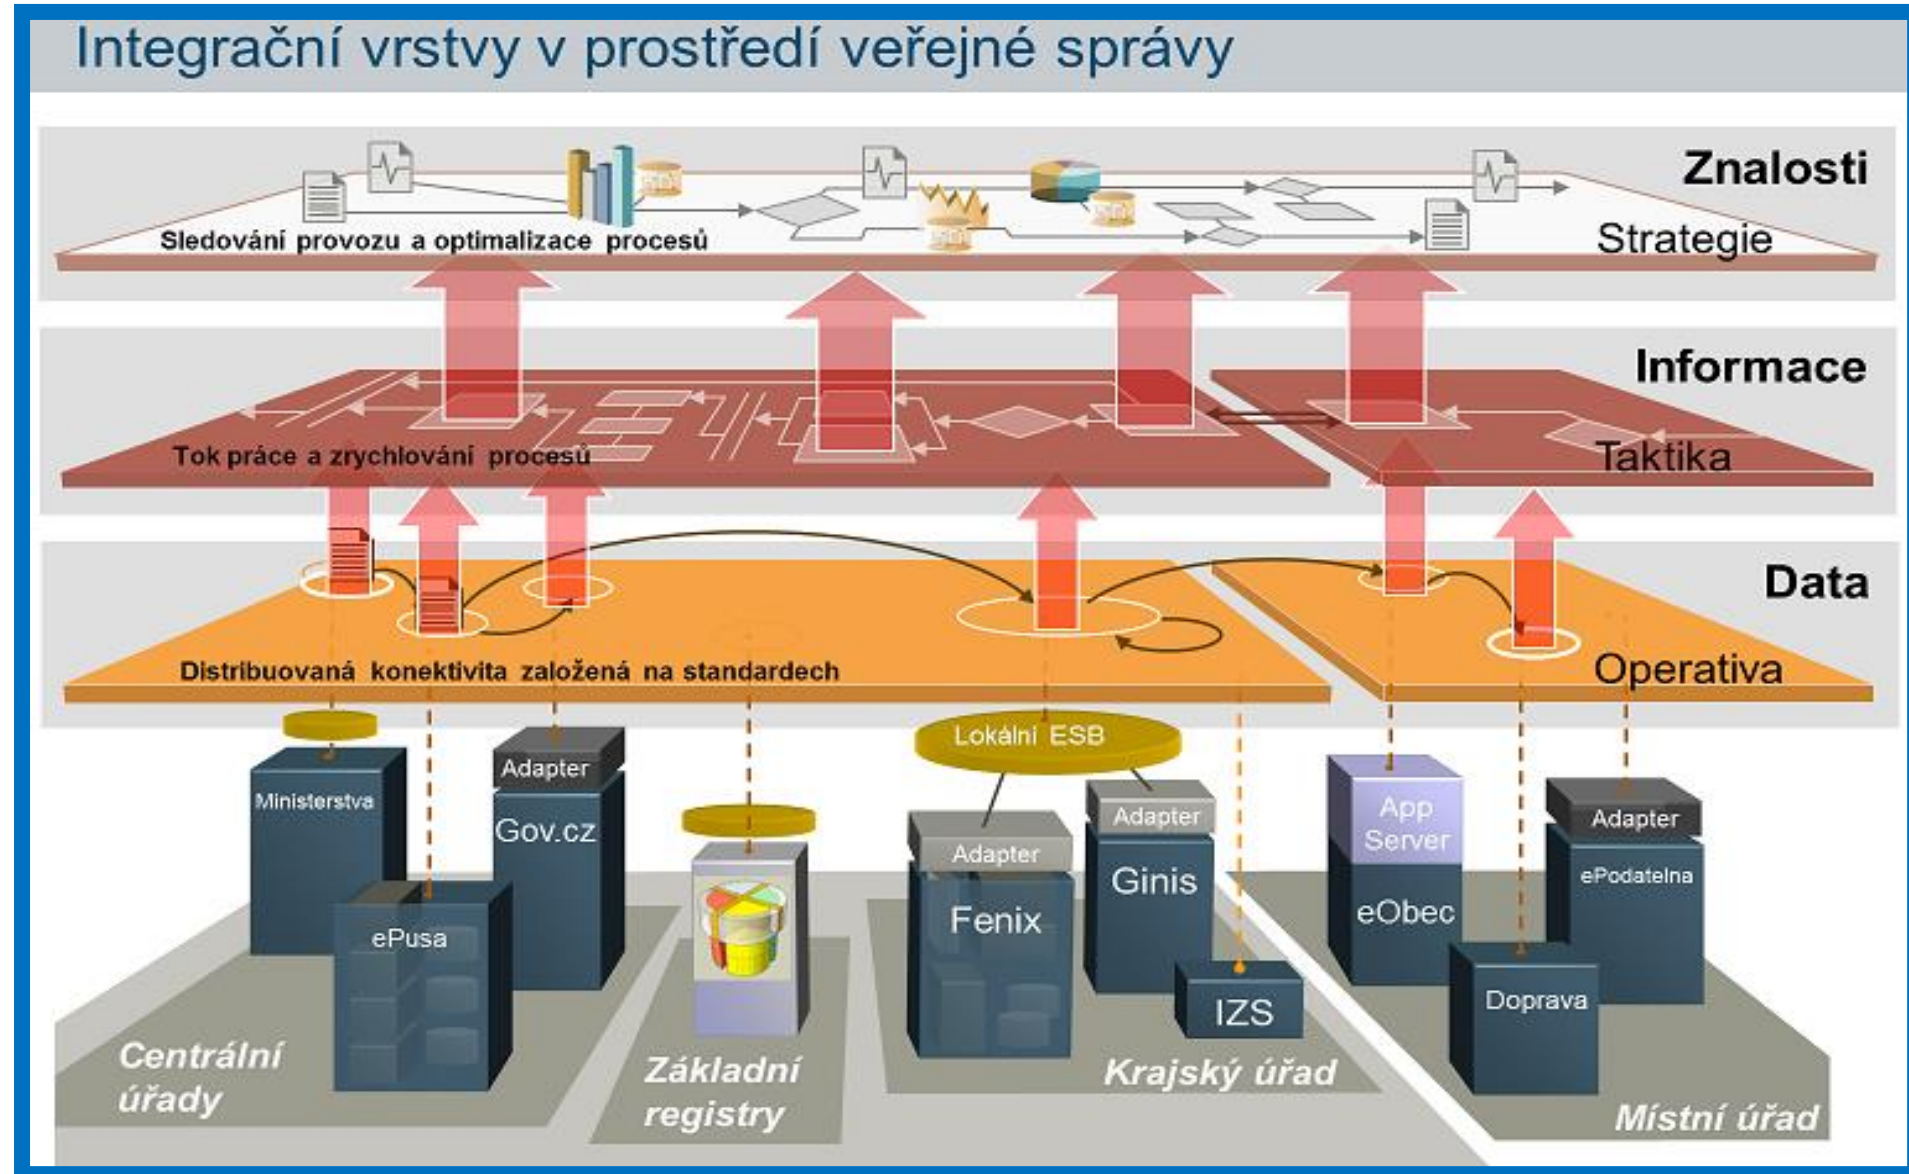 Integrační vrstvy v prostředí veřejné správy
Znalosti
Sledování provozu a optimalizace procesů
Strategie
Informace
Tok práce a zrychlování procesů
Taktika
Data
Distribuovaná konektivita založená na standardech
Operativa
Lokální ESB
Ministerstva
Adapter
Gov.cz
ePusa
Adapter
Fenix
Adapter
Ginis
IZS
App
Server
eObec
Adapter
ePodatelna
Doprava
Centrální
úřady
Základní
registry
Krajský úřad
Místní úřad